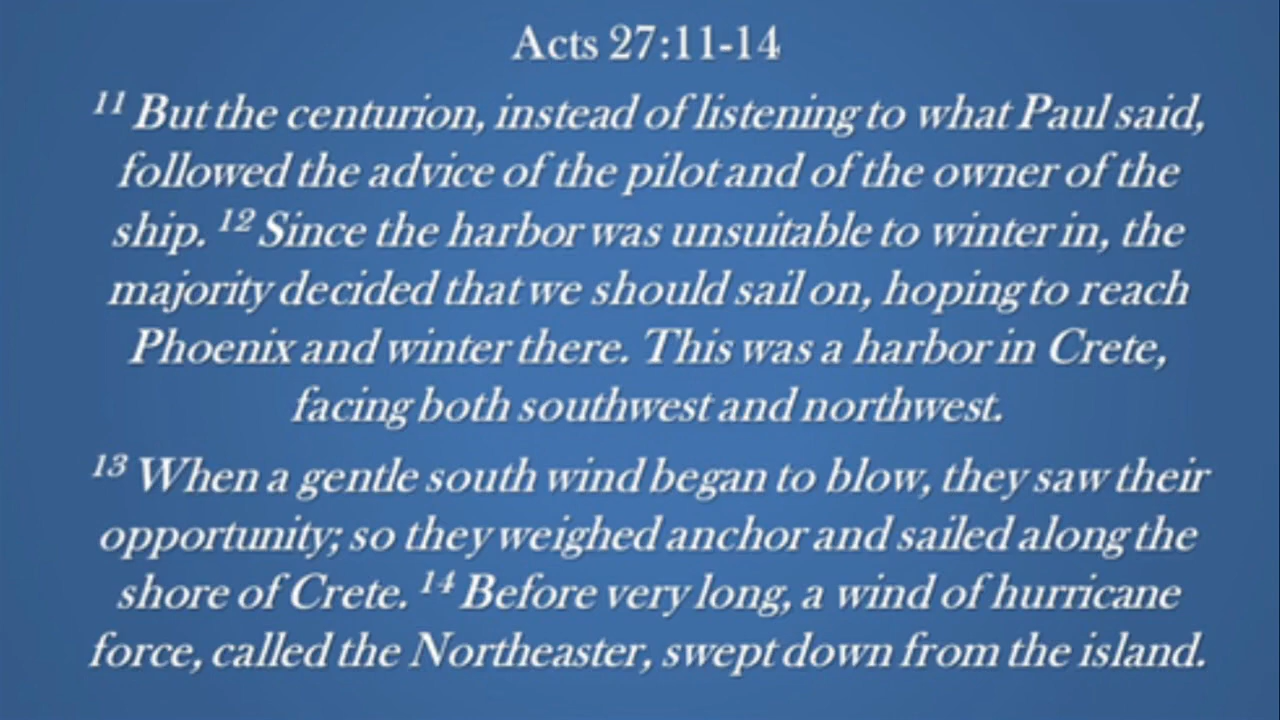 Acts 27:11-14
11 But the centurion, instead of listening to what Paul said,
followed the advice of the pilot and of the owner of the
ship. 12 Since the harbor was unsuitable to winter in, the
majority decided that we should sail on, hoping to reach
Phoenix and winter there. This was a harbor in Crete,
facing both southwest and northwest.
13 When a gentle south wind began to blow, they saw their
opportunity; so they weighed anchor and sailed along the
shore of Crete. 14 Before very long, a wind of hurricane
force, called the Northeaster, swept down from the island.